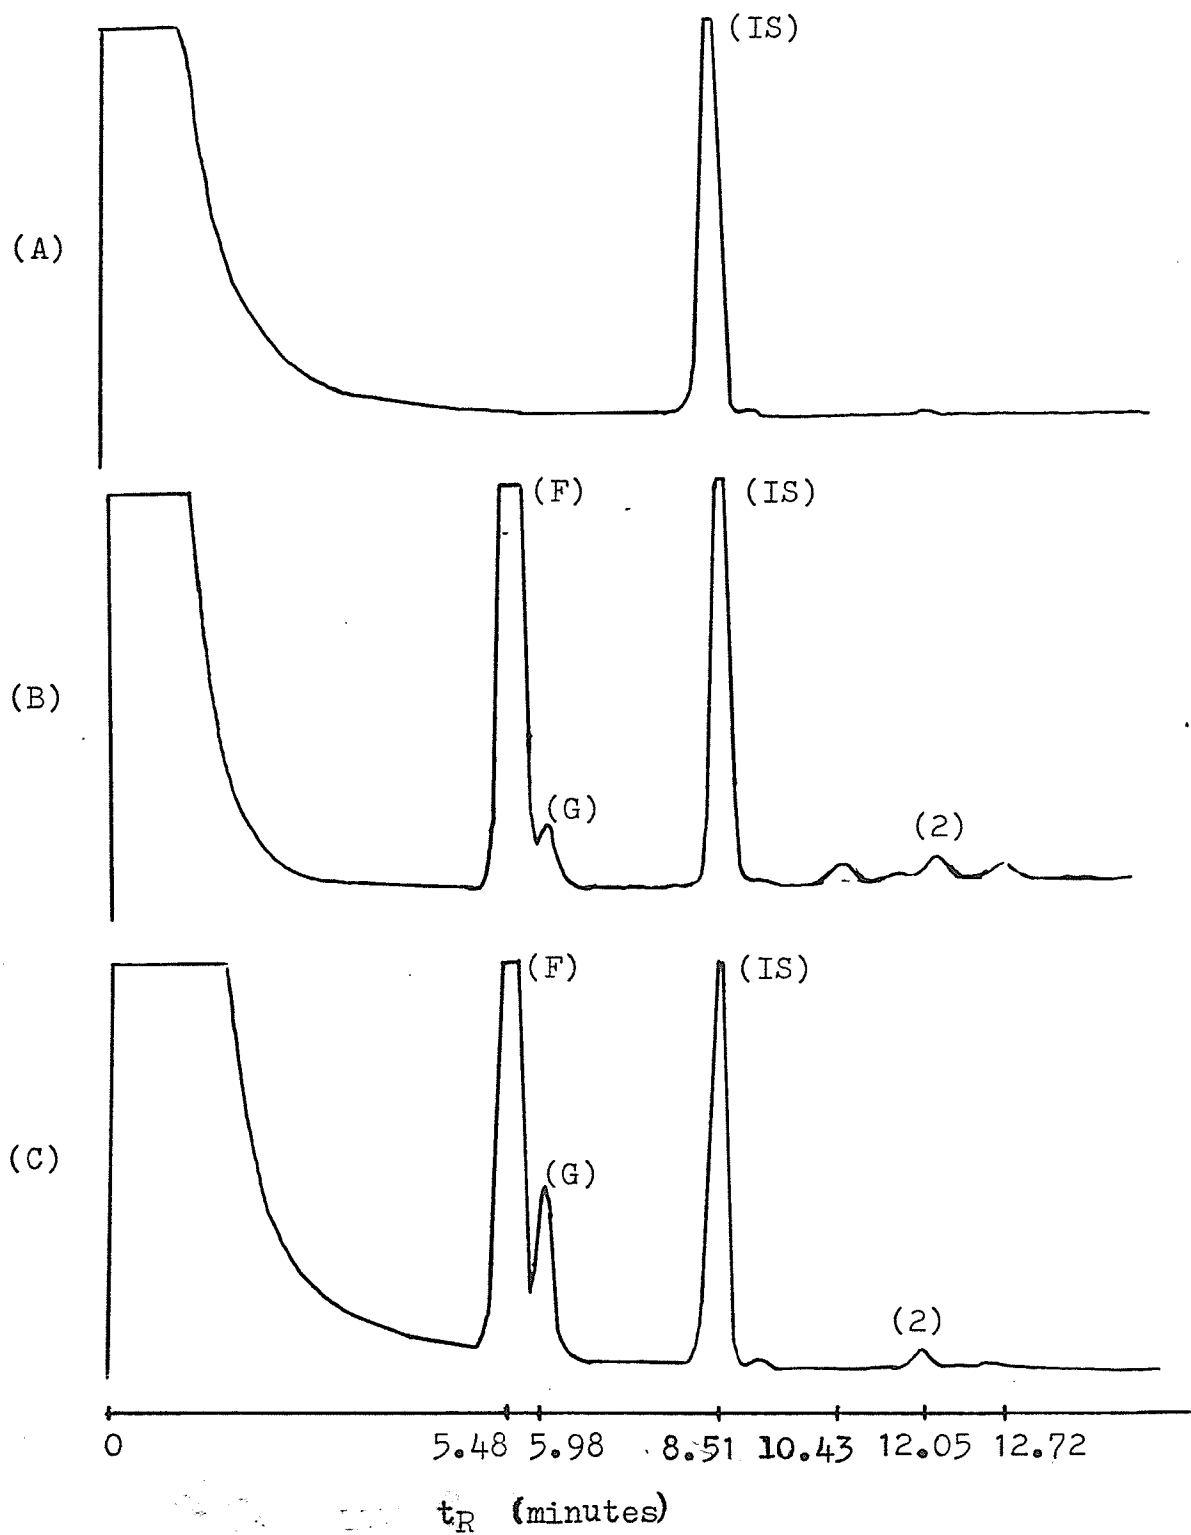 (IS)
(A)
(F)
(IS)
(B)
(G)
(2)
(F)
(IS)
(C)
(G)
(2)
0 5.48 5.98 8.51 10.43 12.05 12.72
tR (minutes)